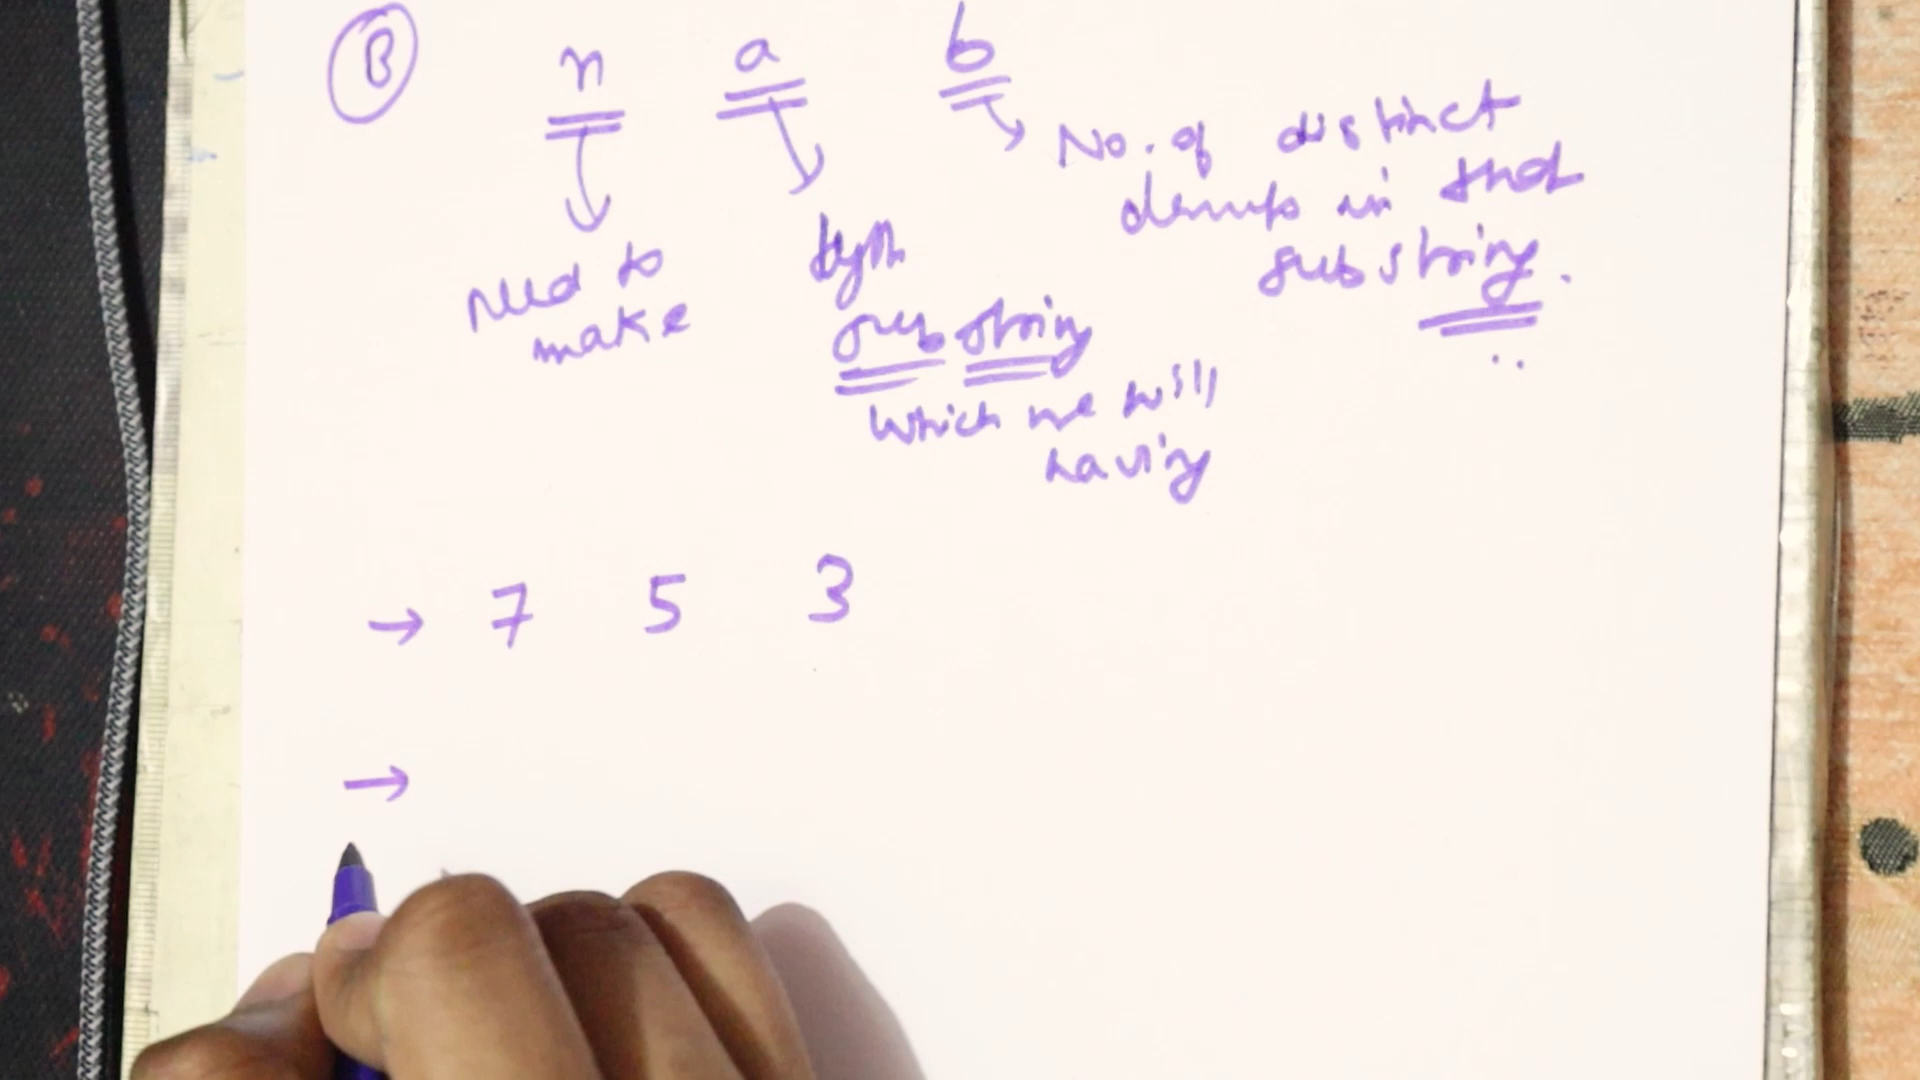 B
n a b
need to
make
length
substring
which we will
having
No. of distinct
elements in that
substring.
→ 7 5 3
→